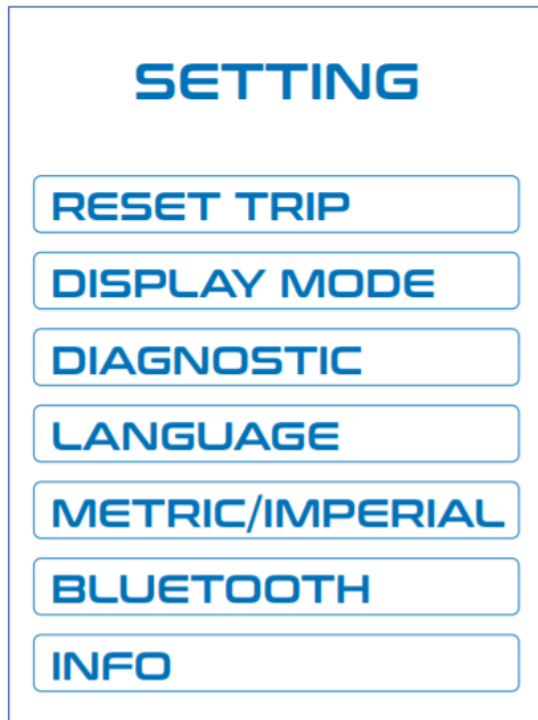 SETTING
RESET TRIP
DISPLAY MODE
DIAGNOSTIC
LANGUAGE
METRIC/IMPERIAL
BLUETOOTH
INFO